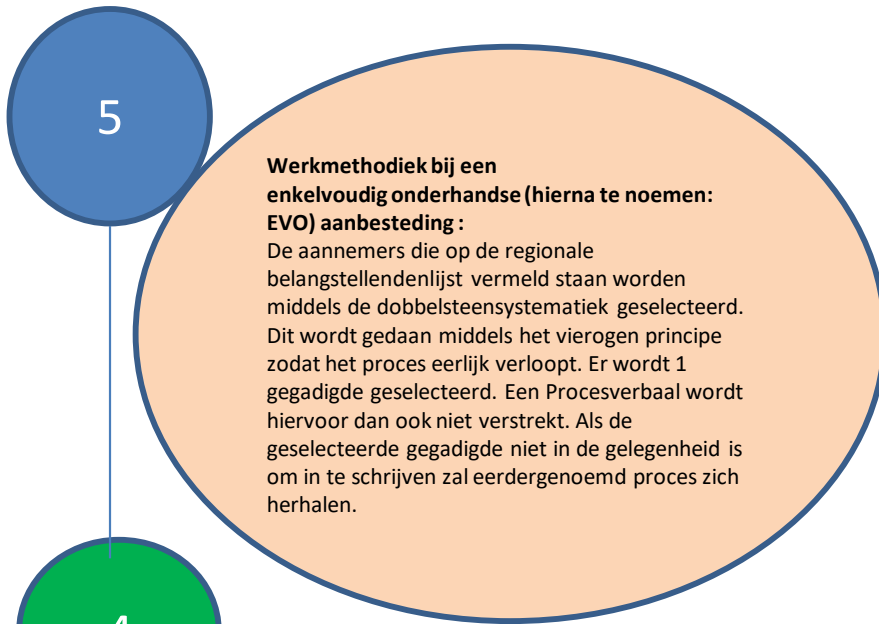 5
Werkmethodiek bij een
enkelvoudig onderhandse (hierna te noemen:
EVO) aanbesteding :
De aannemers die op de regionale
belangstellendenlijst vermeld staan worden
middels de dobbelsteensystematiek geselecteerd.
Dit wordt gedaan middels het vierogen principe
zodat het proces eerlijk verloopt. Er wordt 1
gegadigde geselecteerd. Een Procesverbaal wordt
hiervoor dan ook niet verstrekt. Als de
geselecteerde gegadigde niet in de gelegenheid is
om in te schrijven zal eerdergenoemd proces zich
herhalen.
4